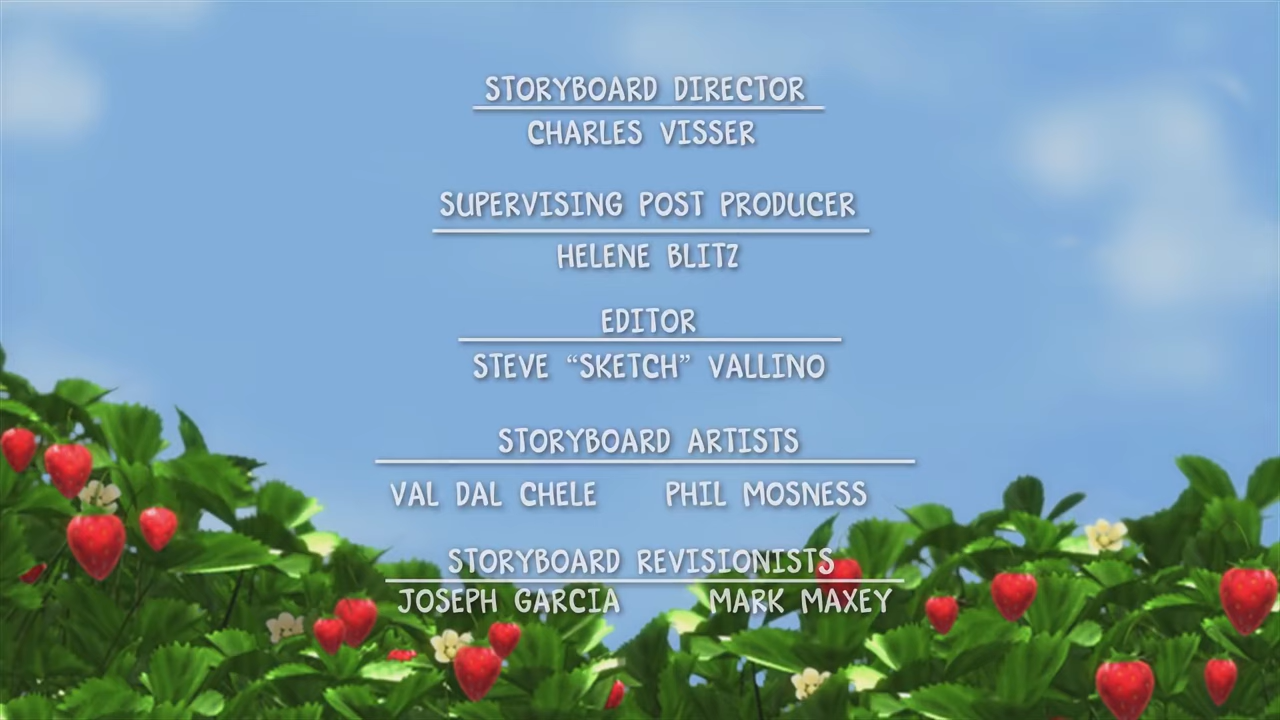 STORYBOARD DIRECTOR
CHARLES VISSER
SUPERVISING POST PRODUCER
HELENE BLITZ
EDITOR
STEVE “SKETCH” VALLINO
STORYBOARD ARTISTS
VAL DAL CHELE PHIL MOSNESS
STORYBOARD REVISIONISTS
JOSEPH GARCIA MARK MAXEY